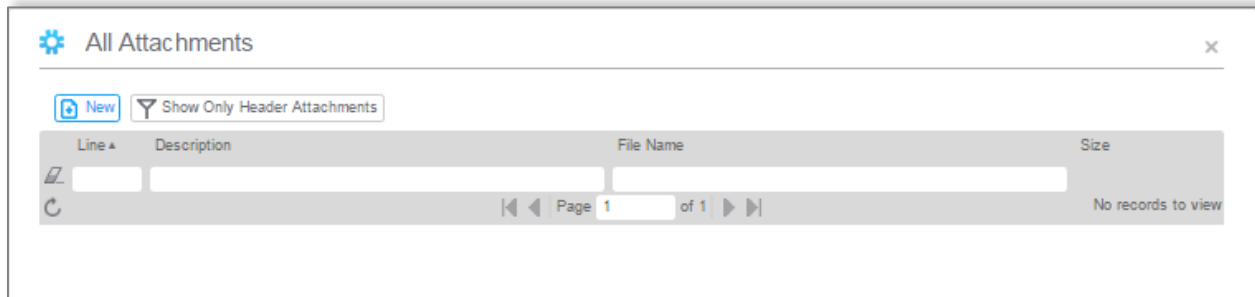 All Attachments
New Show Only Header Attachments
Line Description File Name Size
Page 1 of 1 No records to view